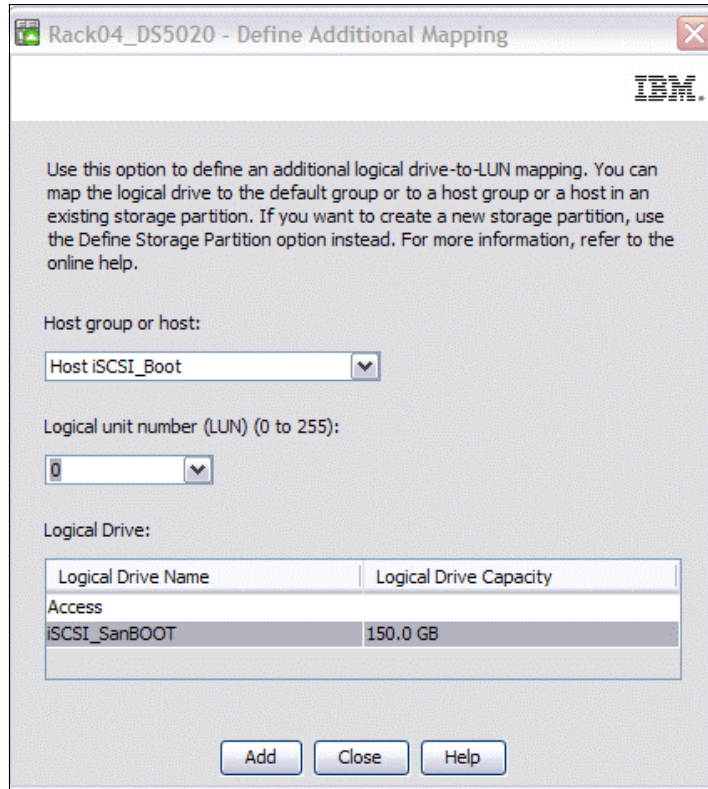 Rack04_DS5020 - Define Additional Mapping
IBM.
Use this option to define an additional logical drive-to-LUN mapping. You can
map the logical drive to the default group or to a host group or a host in an
existing storage partition. If you want to create a new storage partition, use
the Define Storage Partition option instead. For more information, refer to the
online help.
Host group or host:
Host iSCSI_Boot
Logical unit number (LUN) (0 to 255):
0
Logical Drive:
Logical Drive Name Logical Drive Capacity
Access
iSCSI_SanBOOT 150.0 GB
Add Close Help